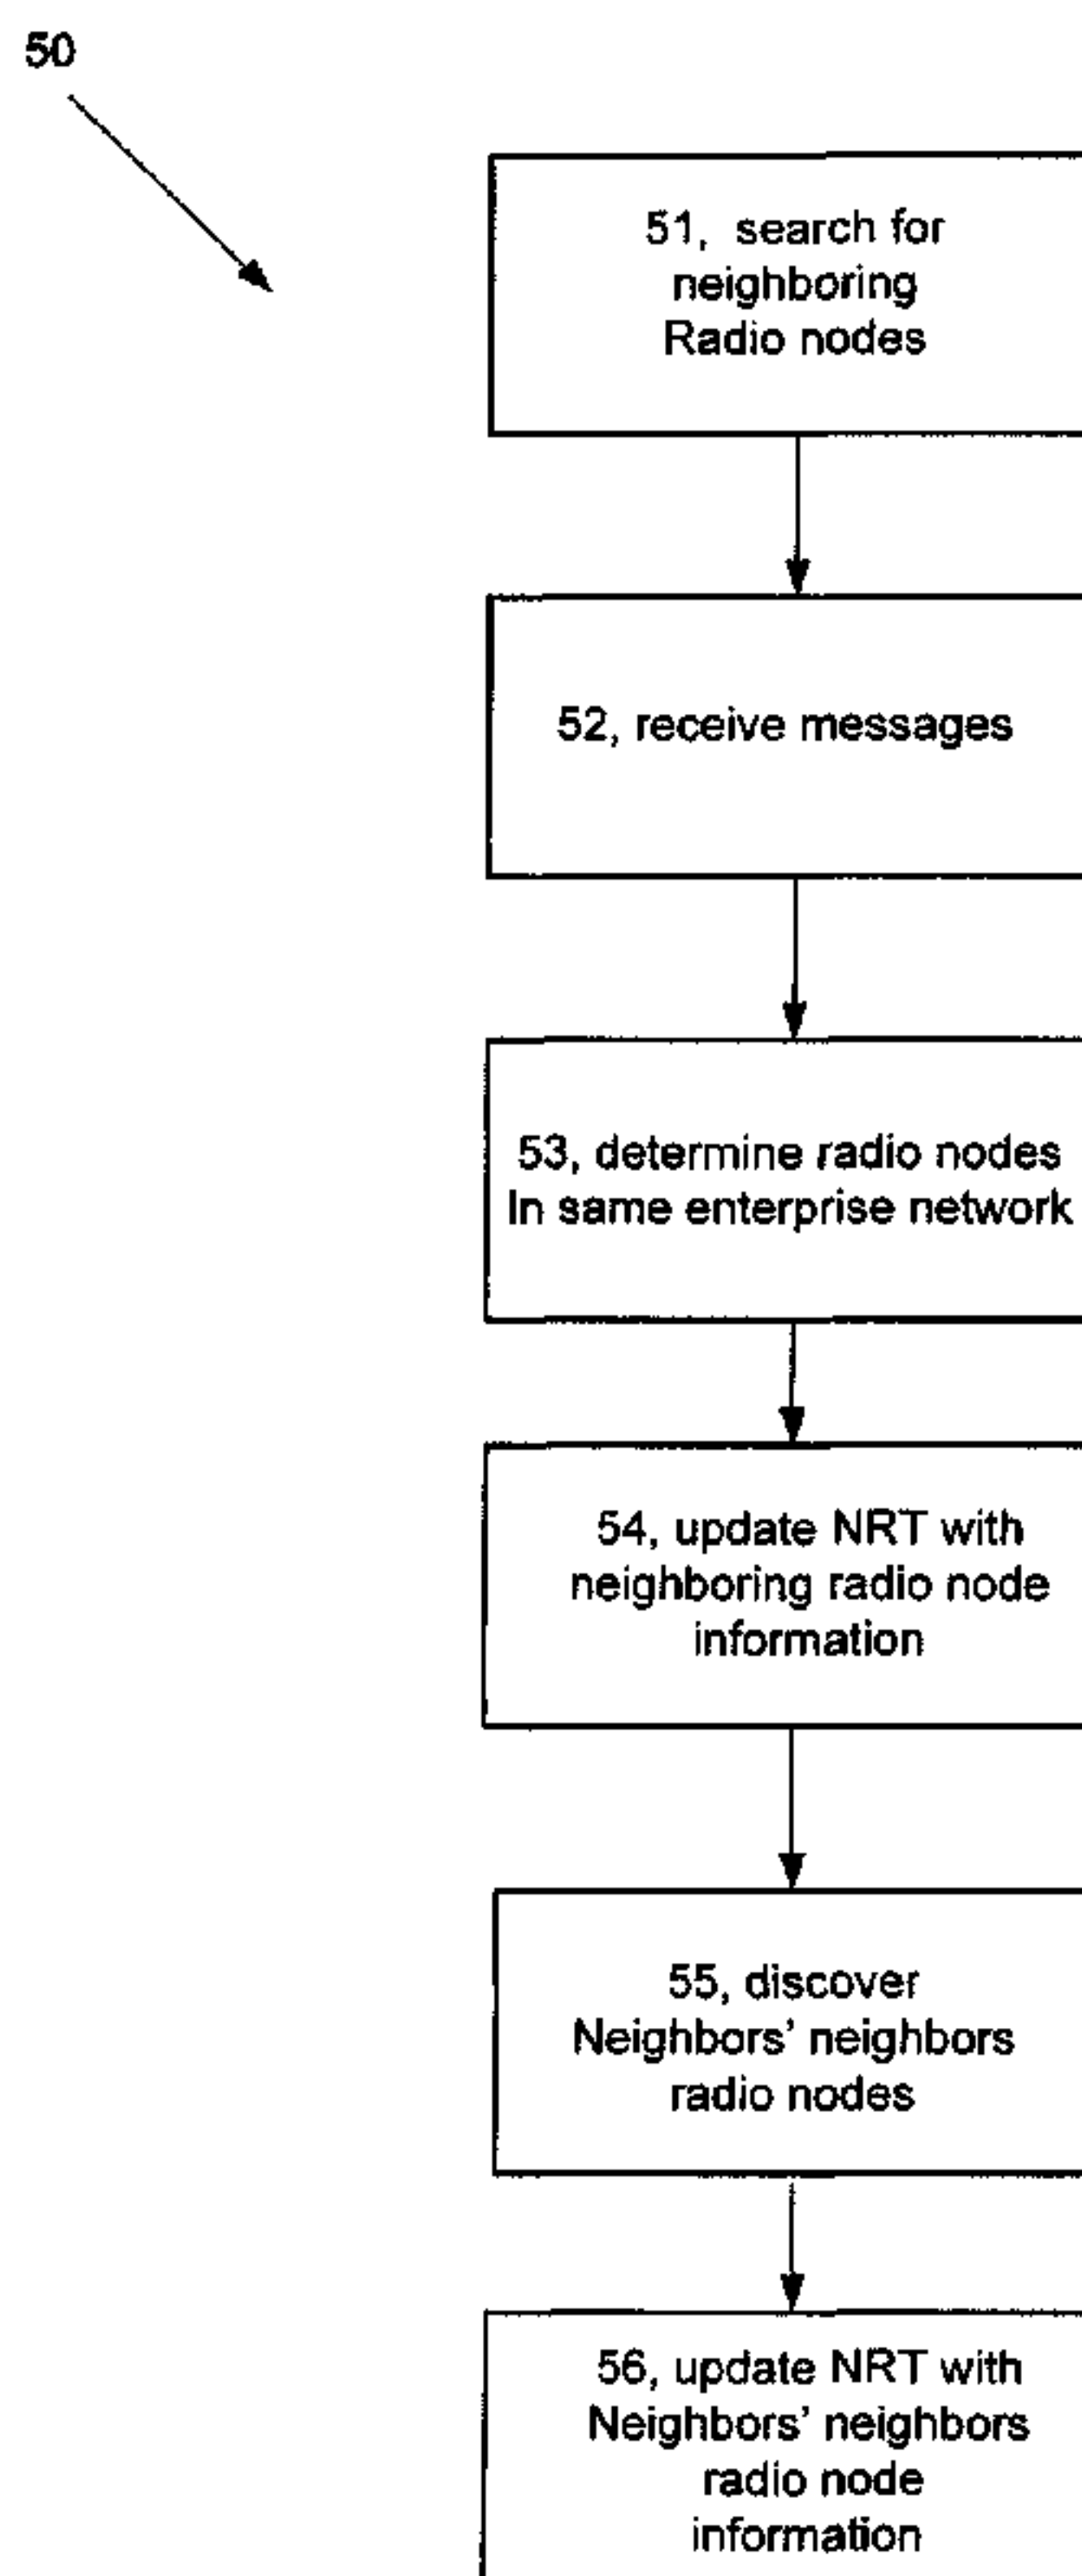 50
51, search for
neighboring
Radio nodes
52, receive messages
53, determine radio nodes
In same enterprise network
54, update NRT with
neighboring radio node
information
55, discover
Neighbors' neighbors
radio nodes
56, update NRT with
Neighbors' neighbors
radio node
information